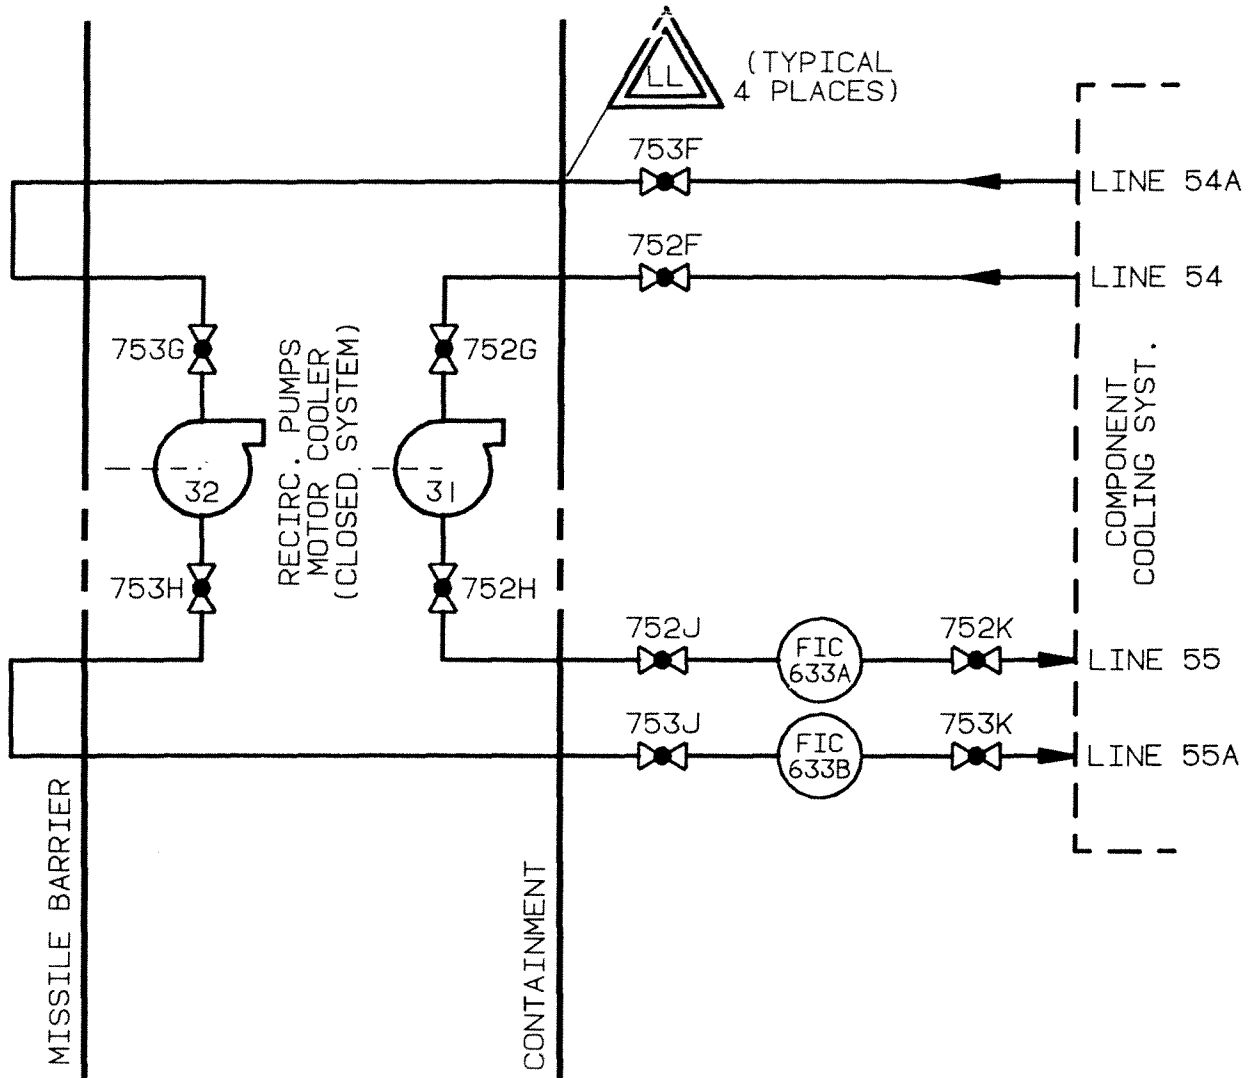 LL
(TYPICAL
4 PLACES)
753F
LINE 54A
752F
LINE 54
753G
752G
RECIRC. PUMPS
MOTOR COOLER
(CLOSED SYSTEM)
COMPONENT
COOLING SYST.
32
31
753H
752H
752J
FIC
633A
752K
LINE 55
753J
FIC
633B
753K
LINE 55A
MISSILE BARRIER
CONTAINMENT